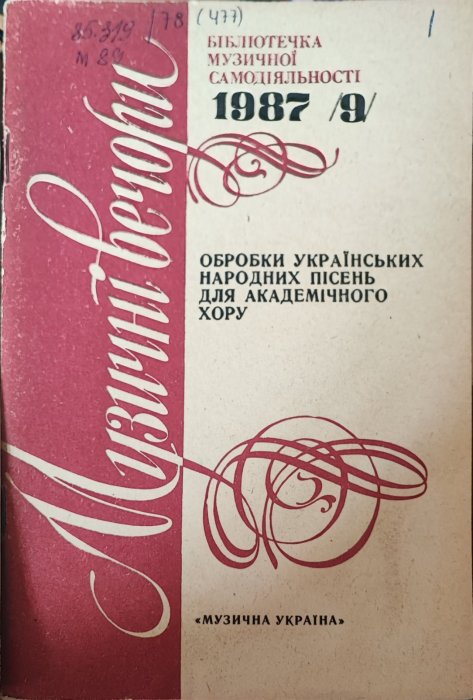 85.319
М 89
/78 (477)
1
БІБЛІОТЕЧКА
МУЗИЧНОЇ
САМОДІЯЛЬНОСТІ
1987 /9/
Музичні вечори
ОБРОБКИ УКРАЇНСЬКИХ
НАРОДНИХ ПІСЕНЬ
ДЛЯ АКАДЕМІЧНОГО
ХОРУ
«МУЗИЧНА УКРАЇНА»